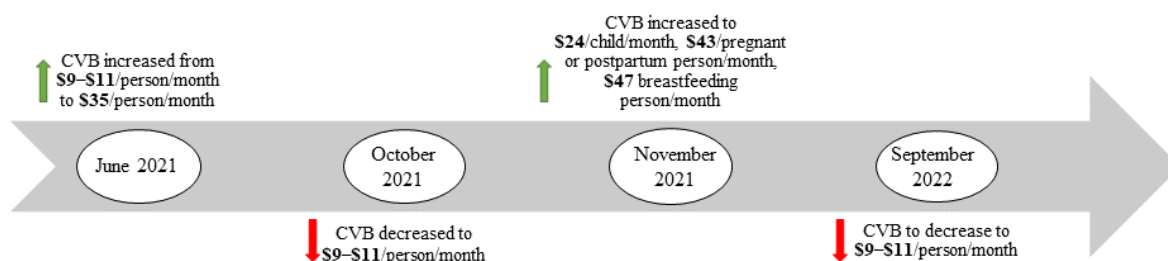 CVB increased from
$9–$11/person/month
to $35/person/month
CVB increased to
$24/child/month, $43/pregnant
or postpartum person/month,
$47 breastfeeding
person/month
June 2021
October
2021
November
2021
September
2022
CVB decreased to
$9–$11/person/month
CVB to decrease to
$9–$11/person/month